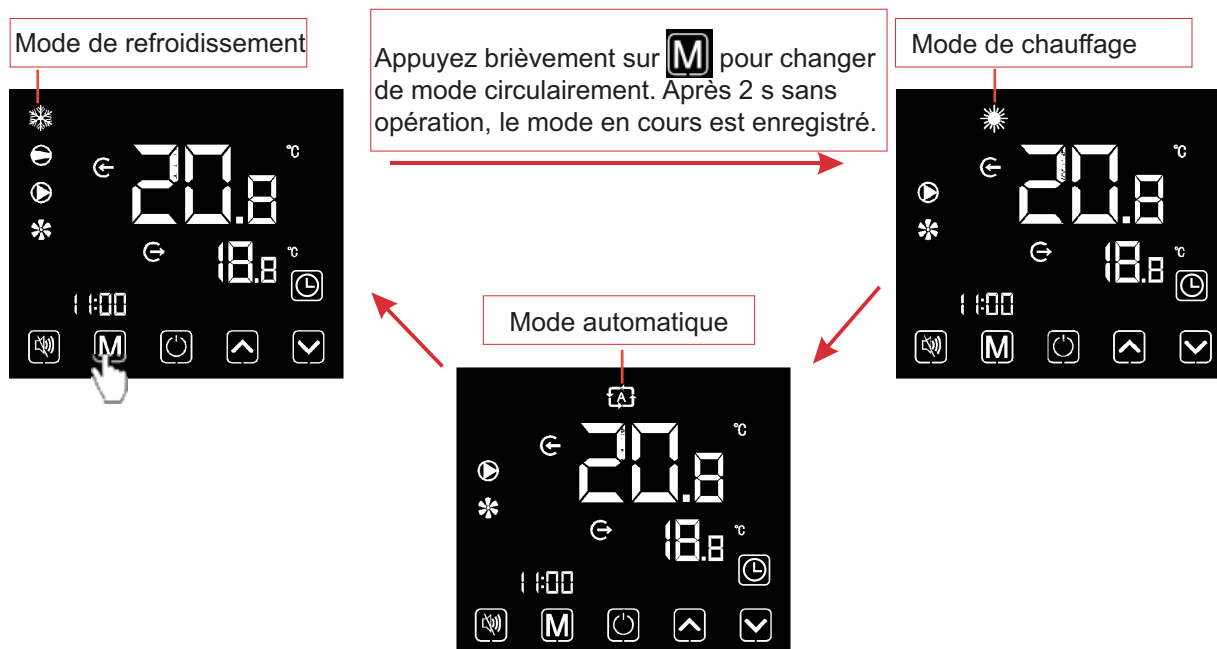 Mode de refroidissement
Appuyez brièvement sur M pour changer
de mode circulairement. Après 2 s sans
opération, le mode en cours est enregistré.
Mode de chauffage
20.8 °C
18.8 °C
11:00
M
20.8 °C
18.8 °C
11:00
M
Mode automatique
A
20.8 °C
18.8 °C
11:00
M